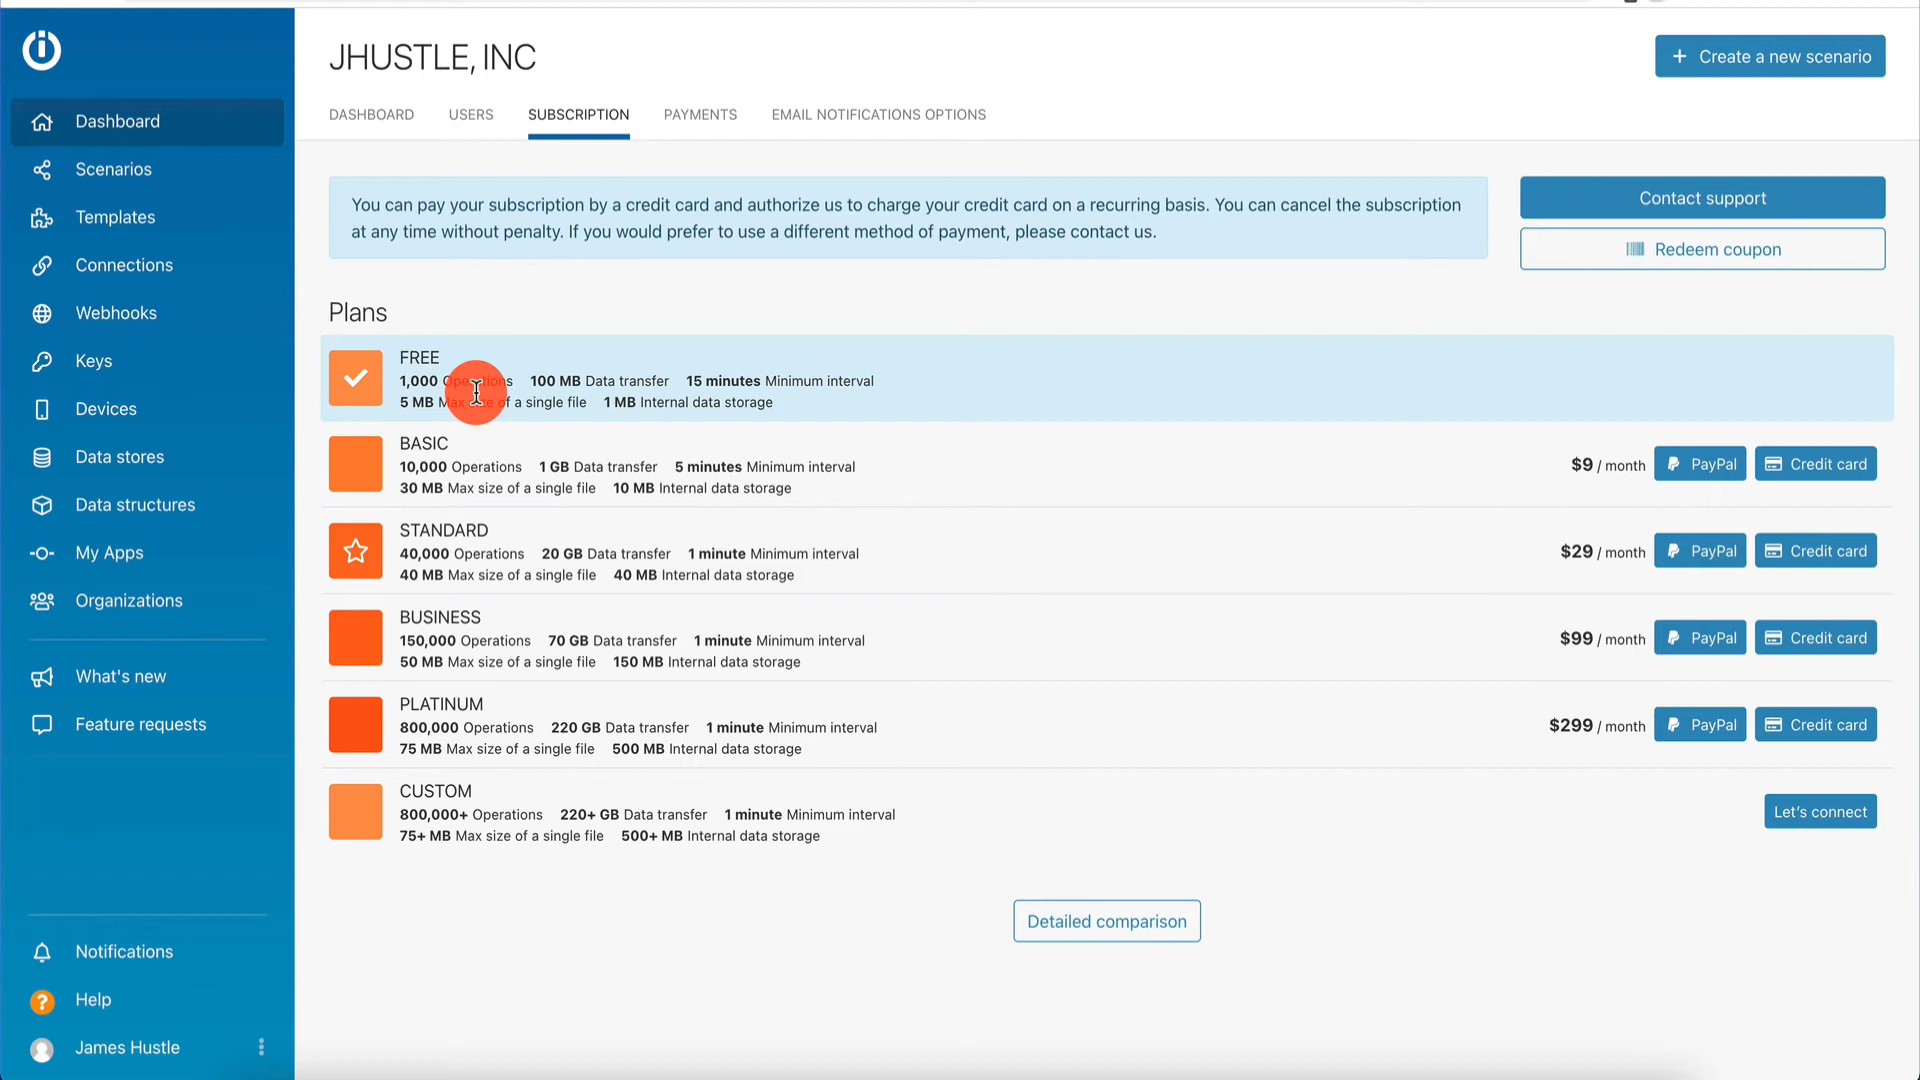 JHUSTLE, INC
+ Create a new scenario
DASHBOARD USERS SUBSCRIPTION PAYMENTS EMAIL NOTIFICATIONS OPTIONS
Dashboard
Scenarios
Templates
Connections
Webhooks
Keys
Devices
Data stores
Data structures
My Apps
Organizations
What's new
Feature requests
Notifications
? Help
James Hustle
You can pay your subscription by a credit card and authorize us to charge your credit card on a recurring basis. You can cancel the subscription
at any time without penalty. If you would prefer to use a different method of payment, please contact us.
Contact support
Redeem coupon
Plans
FREE
1,000 Operations 100 MB Data transfer 15 minutes Minimum interval
5 MB Max size of a single file 1 MB Internal data storage
BASIC
10,000 Operations 1 GB Data transfer 5 minutes Minimum interval
30 MB Max size of a single file 10 MB Internal data storage
$9 / month PayPal Credit card
STANDARD
40,000 Operations 20 GB Data transfer 1 minute Minimum interval
40 MB Max size of a single file 40 MB Internal data storage
$29 / month PayPal Credit card
BUSINESS
150,000 Operations 70 GB Data transfer 1 minute Minimum interval
50 MB Max size of a single file 150 MB Internal data storage
$99 / month PayPal Credit card
PLATINUM
800,000 Operations 220 GB Data transfer 1 minute Minimum interval
75 MB Max size of a single file 500 MB Internal data storage
$299 / month PayPal Credit card
CUSTOM
800,000+ Operations 220+ GB Data transfer 1 minute Minimum interval
75+ MB Max size of a single file 500+ MB Internal data storage
Let's connect
Detailed comparison